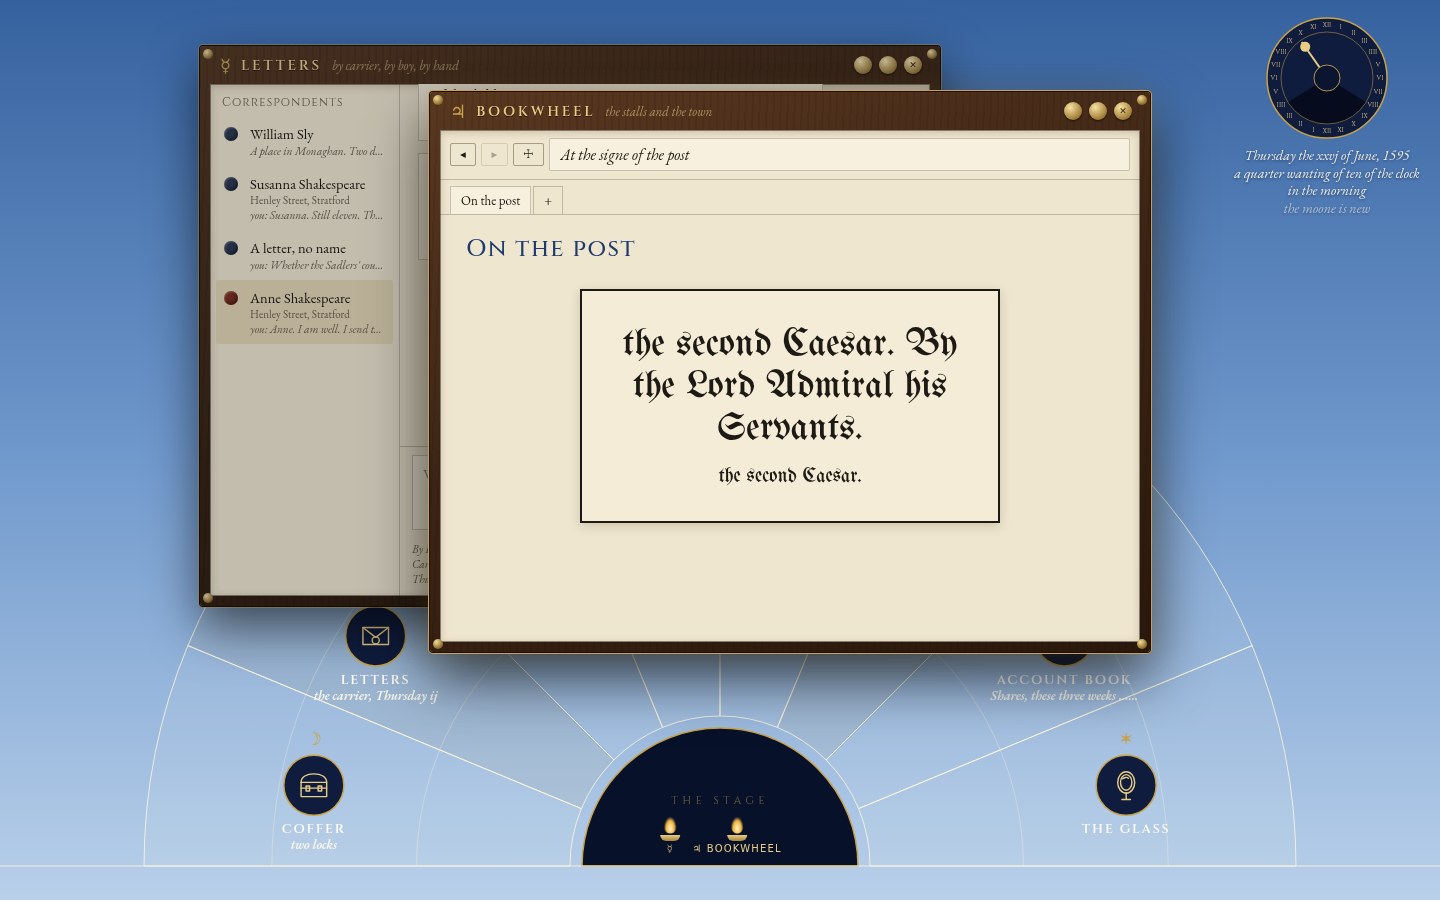 LETTERS by carrier, by boy, by hand
CORRESPONDENTS
William Sly
A place in Monaghan. Two d...
Susanna Shakespeare
Henley Street, Stratford
you: Susanna. Still eleven. Th...
A letter, no name
you: Whether the Sadlers' cou...
Anne Shakespeare
Henley Street, Stratford
you: Anne. I am well. I send t...
BOOKWHEEL the stalls and the town
At the signe of the post
On the post +
ON THE POST
the second Caesar. By
the Lord Admiral his
Servants.
the second Caesar.
Thursday the xxvj of June, 1595
a quarter wanting of ten of the clock
in the morning
the moone is new
LETTERS
the carrier, Thursday ij
COFFER
two locks
ACCOUNT BOOK
Shares, these three weeks ......
THE GLASS
THE STAGE
BOOKWHEEL